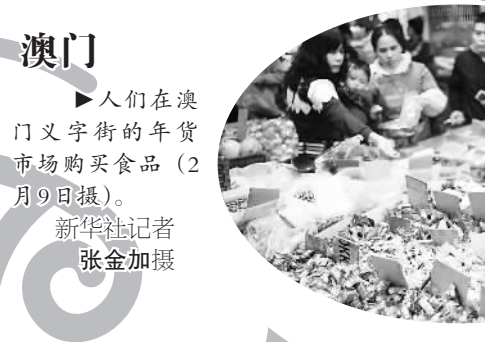 澳门
▶人们在澳
门义字街的年货
市场购买食品（2
月9日摄）。
新华社记者
张金加摄